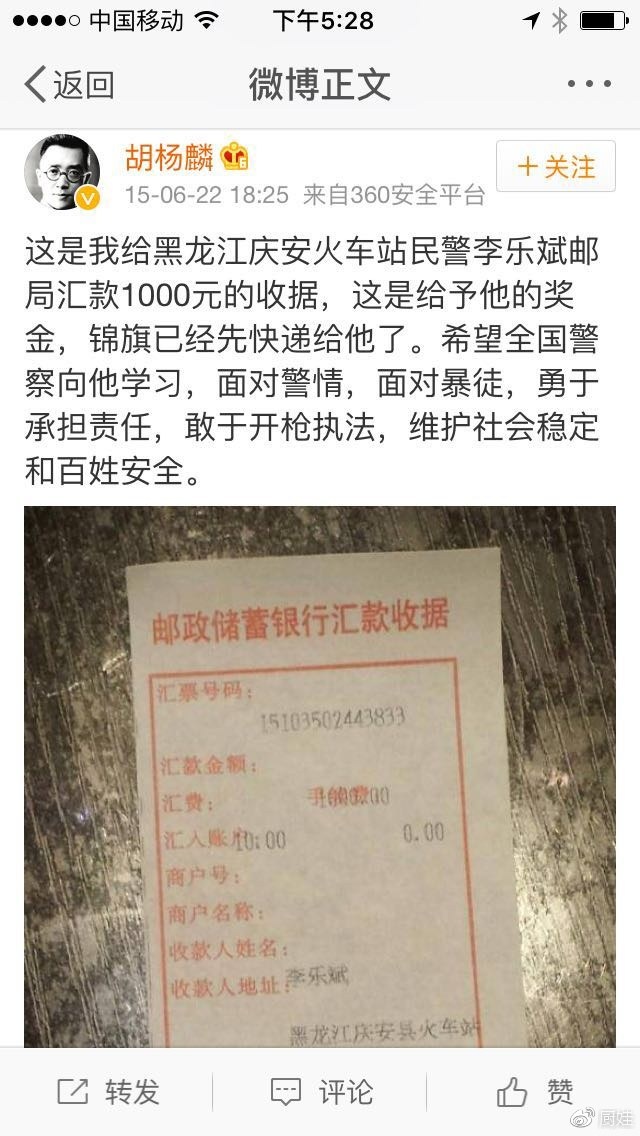 中国移动 下午5:28
返回 微博正文
胡杨麟
15-06-22 18:25 来自360安全平台
+关注
这是我给黑龙江庆安火车站民警李乐斌邮
局汇款1000元的收据，这是给予他的奖
金，锦旗已经先快递给他了。希望全国警
察向他学习，面对警情，面对暴徒，勇于
承担责任，敢于开枪执法，维护社会稳定
和百姓安全。
邮政储蓄银行汇款收据
汇票号码：
15103502443833
汇款金额：
汇费：
汇入账户：
10.00 0.00
商户号：
商户名称：
收款人姓名：
收款人地址：
李乐斌
黑龙江庆安县火车站
转发 评论 赞
厨娃